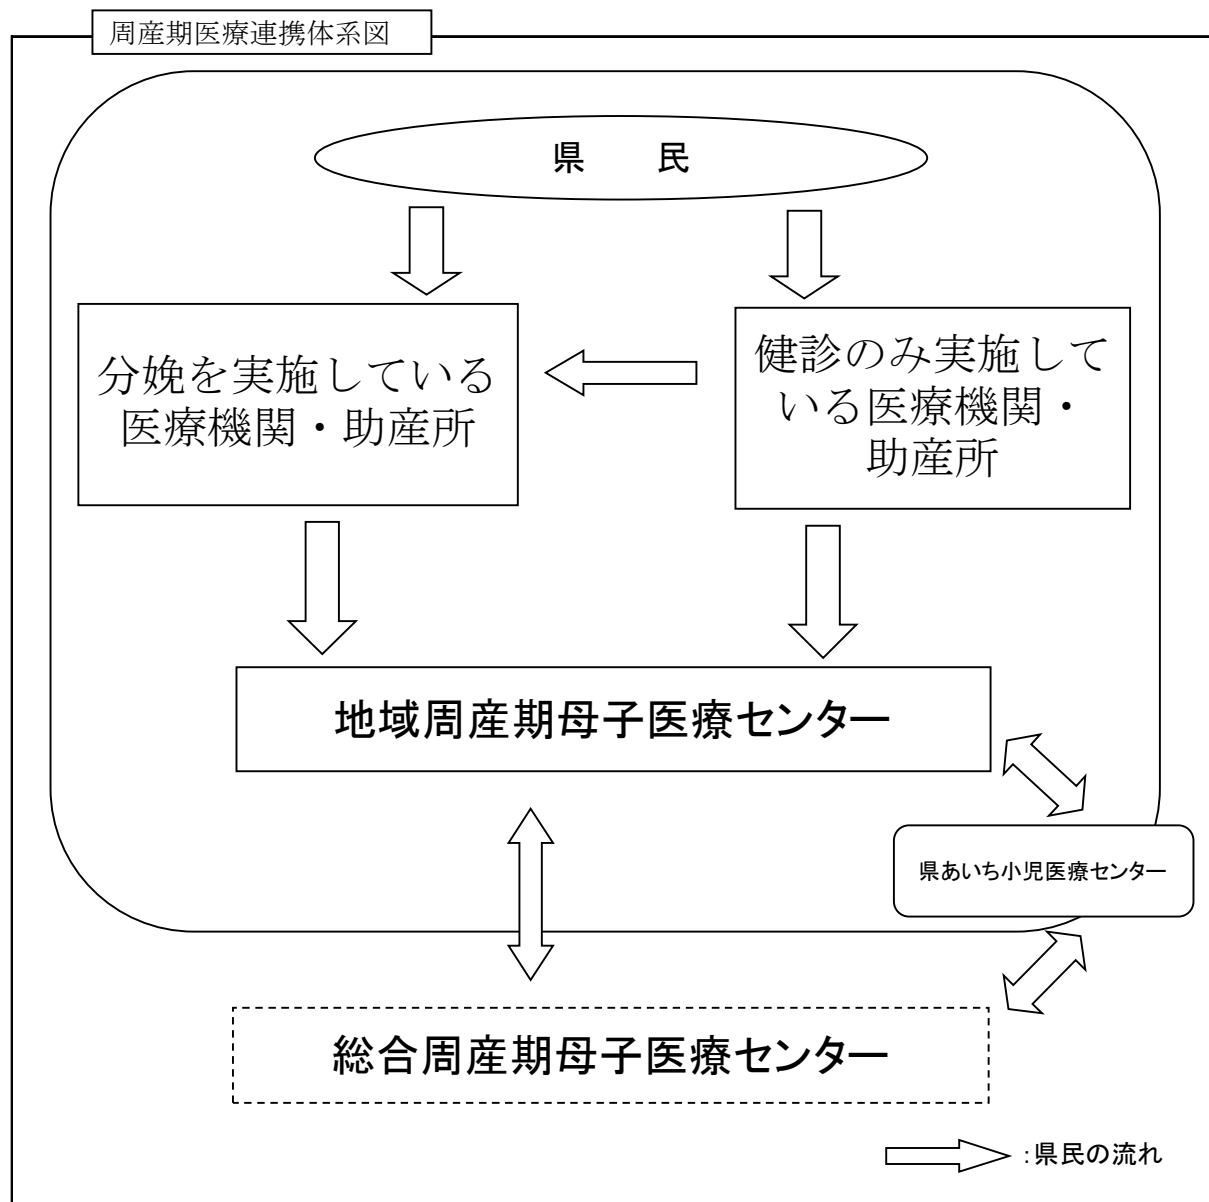 周産期医療連携体系図
県　　民
分娩を実施している
医療機関・助産所
健診のみ実施して
いる医療機関・
助産所
地域周産期母子医療センター
県あいち小児医療センター
総合周産期母子医療センター
：県民の流れ